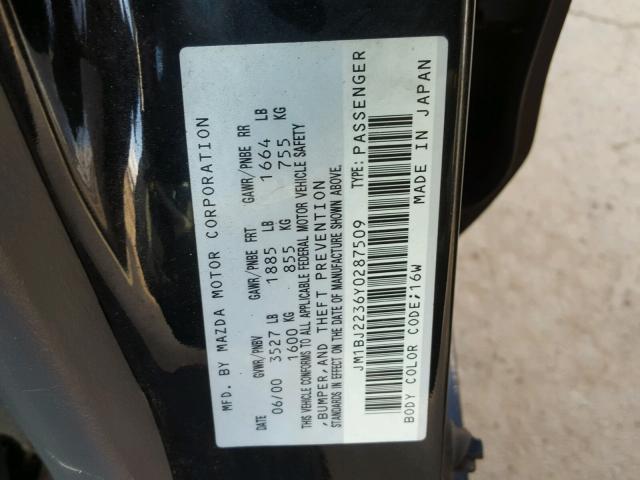 MFD. BY MAZDA MOTOR CORPORATION
DATE GVWR/PNBV GAWR/PNBE FRT GAWR/PNBE RR
06/00 3527 LB 1885 LB 1664 LB
1600 KG 855 KG 755 KG
THIS VEHICLE CONFORMS TO ALL APPLICABLE FEDERAL MOTOR VEHICLE SAFETY
,BUMPER,AND THEFT PREVENTION
STANDARDS IN EFFECT ON THE DATE OF MANUFACTURE SHOWN ABOVE.
JM1BJ2236Y0287509 TYPE: PASSENGER
BODY COLOR CODE;16W MADE IN JAPAN